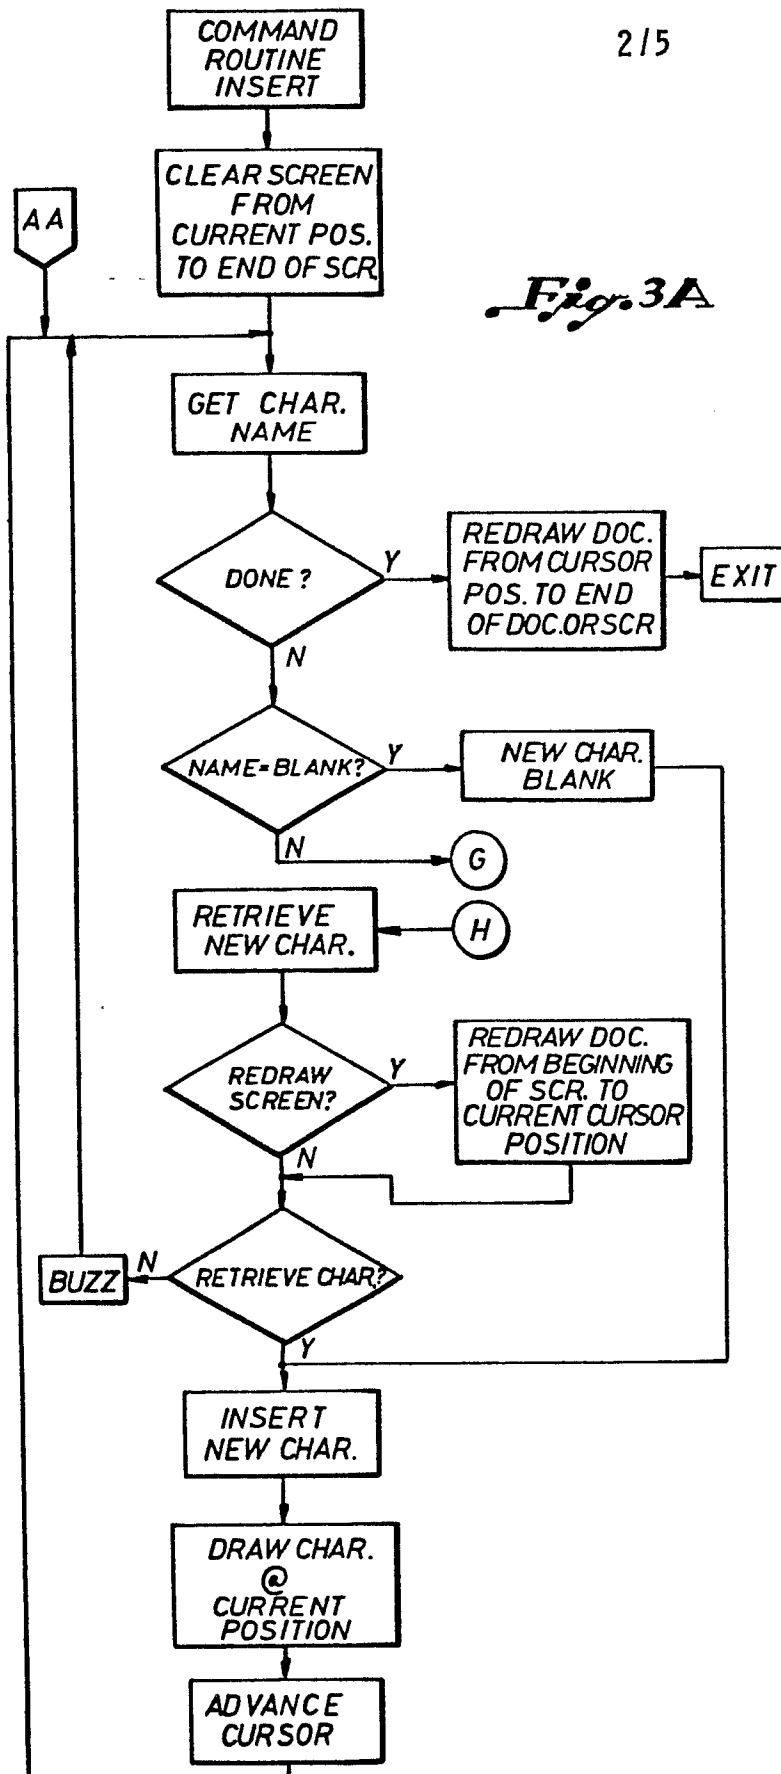 COMMAND
ROUTINE
INSERT
2/5
CLEAR SCREEN
FROM
CURRENT POS.
TO END OF SCR.
AA
Fig. 3A
GET CHAR.
NAME
DONE?
Y
REDRAW DOC.
FROM CURSOR
POS. TO END
OF DOC. OR SCR
EXIT
N
NAME=BLANK?
Y
NEW CHAR.
BLANK
N
G
RETRIEVE
NEW CHAR.
H
REDRAW
SCREEN?
Y
REDRAW DOC.
FROM BEGINNING
OF SCR. TO
CURRENT CURSOR
POSITION
N
RETRIEVE CHAR?
N
BUZZ
Y
INSERT
NEW CHAR.
DRAW CHAR.
@
CURRENT
POSITION
ADVANCE
CURSOR